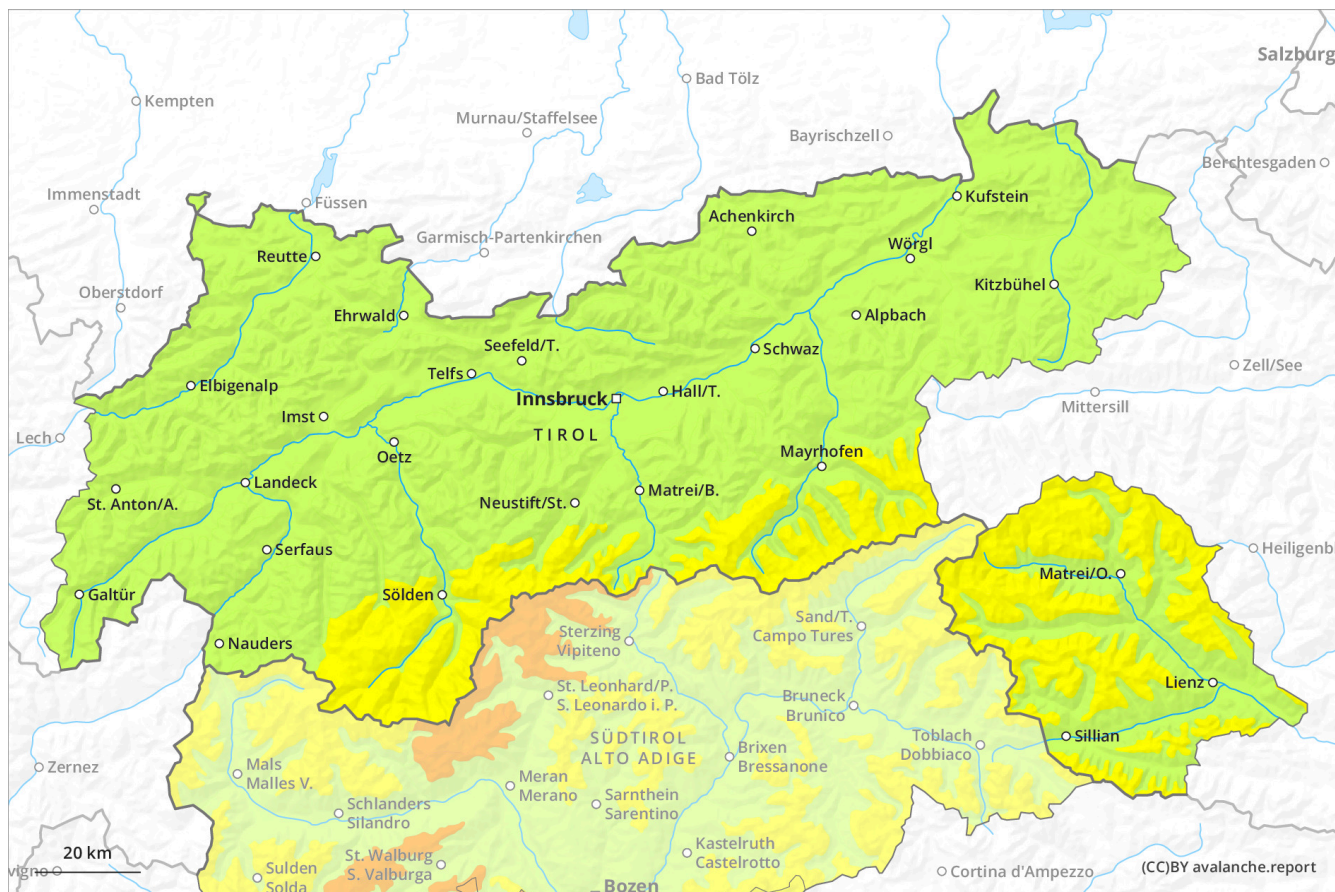 Salzburg
Bad Tölz
Kempten
Murnau/Staffelsee
Bayrischzell
Berchtesgaden
Immenstadt
Füssen
Kufstein
Achenkirch
Garmisch-Partenkirchen
Wörgl
Reutte
Kitzbühel
Oberstdorf
Ehrwald
Alpbach
Seefeld/T.
Schwaz
Zell/See
Telfs
Elbigenalp
Hall/T.
Innsbruck
Mittersill
Imst
Lech
TIROL
Oetz
Mayrhofen
Landeck
Matrei/B.
St. Anton/A.
Neustift/St.
Serfaus
Heiligenb
Matrei/O.
Galtür
Sölden
Sand/T.
Campo Tures
Sterzing
Vipiteno
Nauders
Lienz
St. Leonhard/P.
S. Leonardo i. P.
Bruneck
Brunico
SÜDTIROL
ALTO ADIGE
Toblach
Dobbiaco
Sillian
Brixen
Bressanone
Zernez
Mals
Malles V.
Meran
Merano
Sarnthein
Sarentino
Schlanders
Silandro
Kastelruth
Castelrotto
20 km
St. Walburg
S. Valburga
vigno
Sulden
Solda
Cortina d'Ampezzo
(CC)BY avalanche.report
Bozen